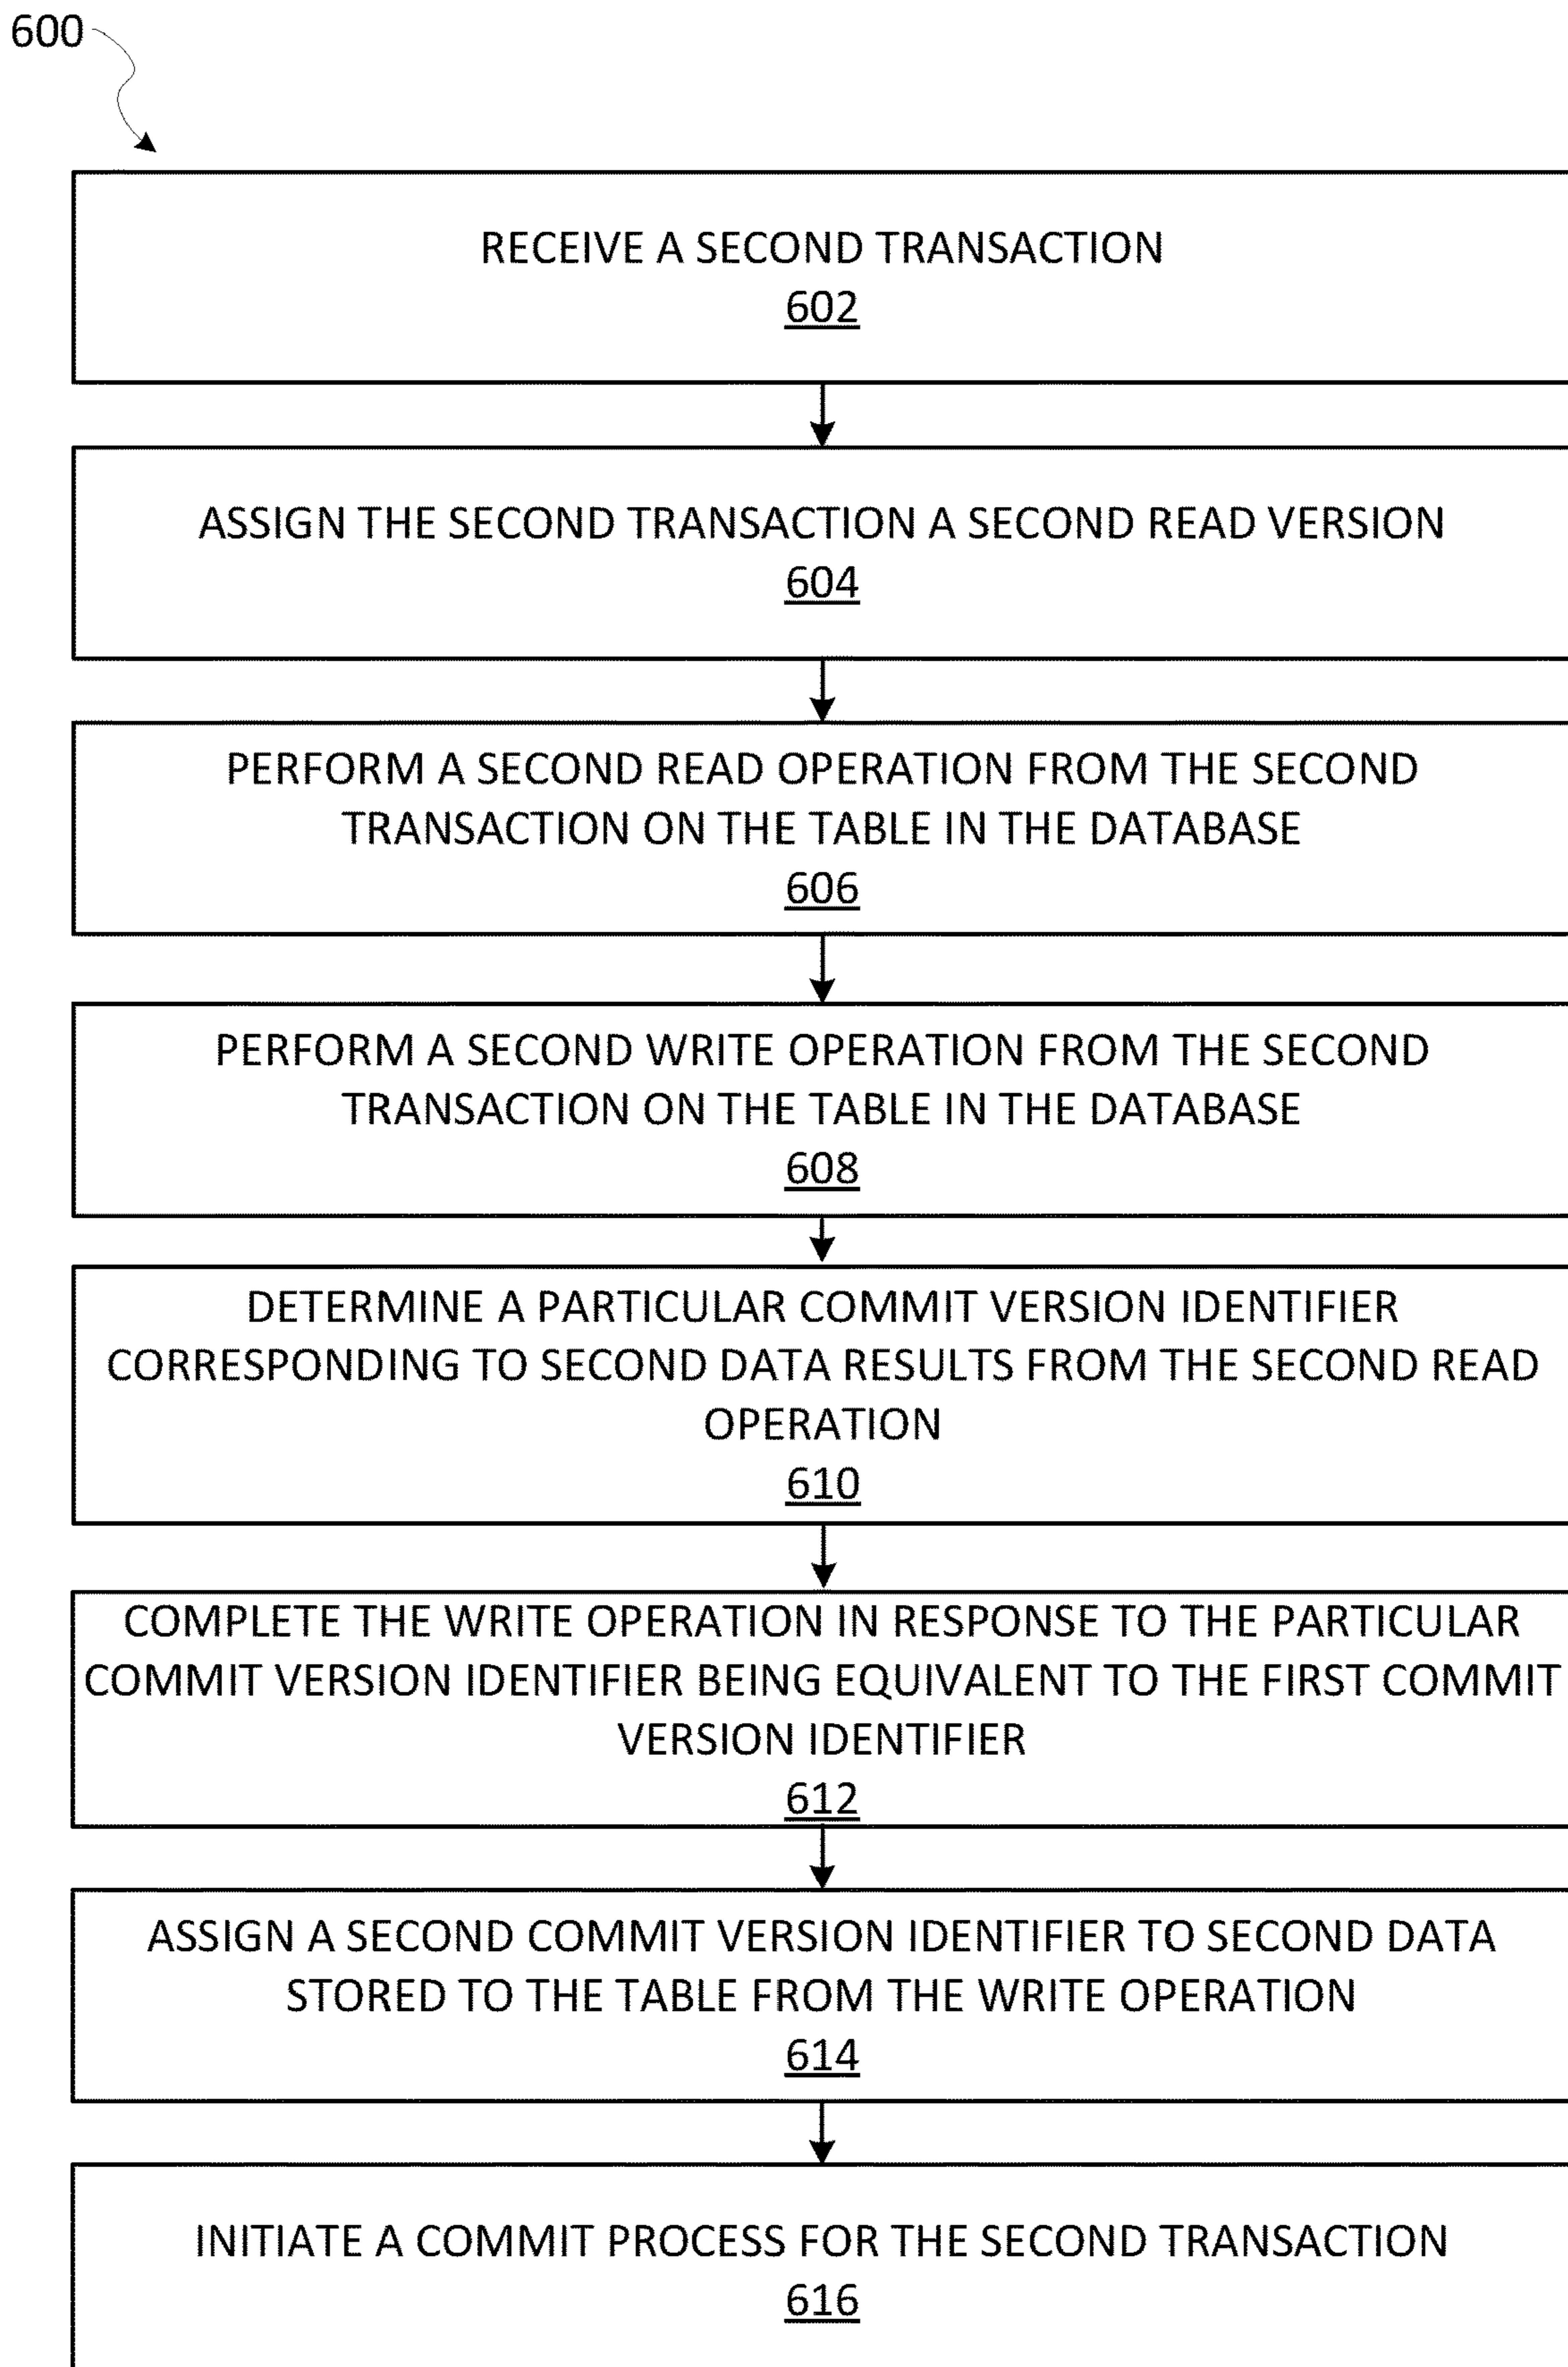 600
RECEIVE A SECOND TRANSACTION
602
ASSIGN THE SECOND TRANSACTION A SECOND READ VERSION
604
PERFORM A SECOND READ OPERATION FROM THE SECOND
TRANSACTION ON THE TABLE IN THE DATABASE
606
PERFORM A SECOND WRITE OPERATION FROM THE SECOND
TRANSACTION ON THE TABLE IN THE DATABASE
608
DETERMINE A PARTICULAR COMMIT VERSION IDENTIFIER
CORRESPONDING TO SECOND DATA RESULTS FROM THE SECOND READ
OPERATION
610
COMPLETE THE WRITE OPERATION IN RESPONSE TO THE PARTICULAR
COMMIT VERSION IDENTIFIER BEING EQUIVALENT TO THE FIRST COMMIT
VERSION IDENTIFIER
612
ASSIGN A SECOND COMMIT VERSION IDENTIFIER TO SECOND DATA
STORED TO THE TABLE FROM THE WRITE OPERATION
614
INITIATE A COMMIT PROCESS FOR THE SECOND TRANSACTION
616